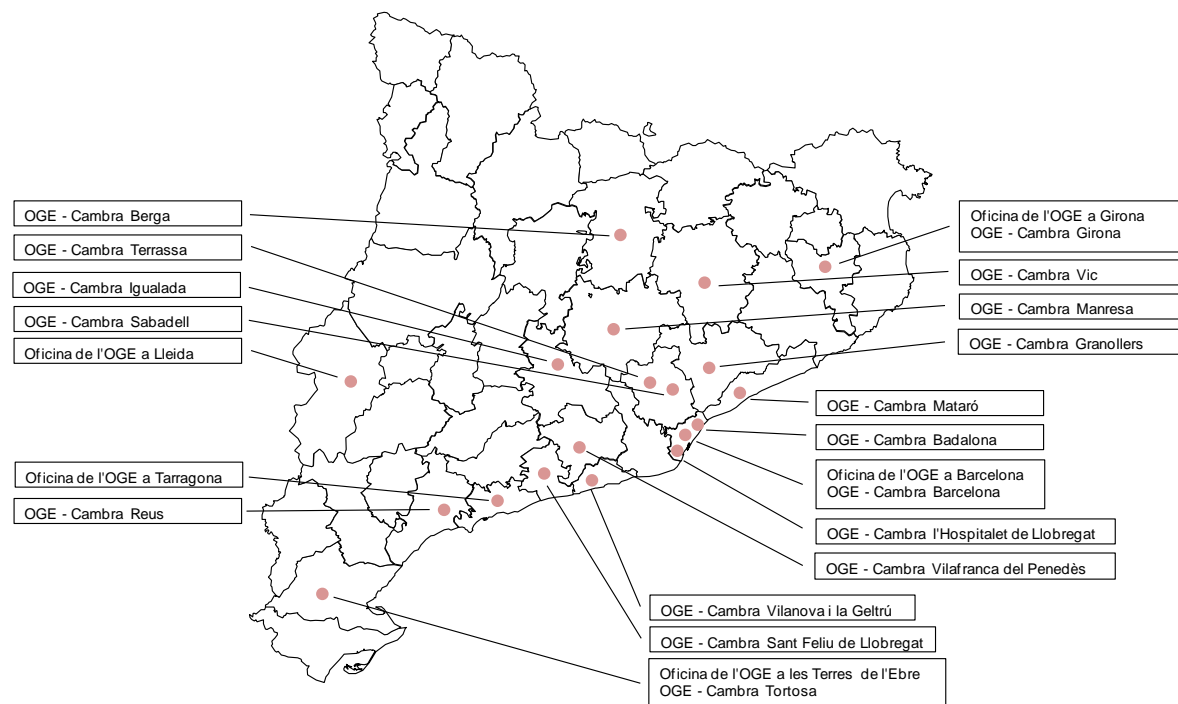 OGE - Cambra Berga
OGE - Cambra Terrassa
OGE - Cambra Igualada
OGE - Cambra Sabadell
Oficina de l'OGE a Lleida
Oficina de l'OGE a Tarragona
OGE - Cambra Reus
Oficina de l'OGE a Girona
OGE - Cambra Girona
OGE - Cambra Vic
OGE - Cambra Manresa
OGE - Cambra Granollers
OGE - Cambra Mataró
OGE - Cambra Badalona
Oficina de l'OGE a Barcelona
OGE - Cambra Barcelona
OGE - Cambra l'Hospitalet de Llobregat
OGE - Cambra Vilafranca del Penedès
OGE - Cambra Vilanova i la Geltrú
OGE - Cambra Sant Feliu de Llobregat
Oficina de l'OGE a les Terres de l'Ebre
OGE - Cambra Tortosa